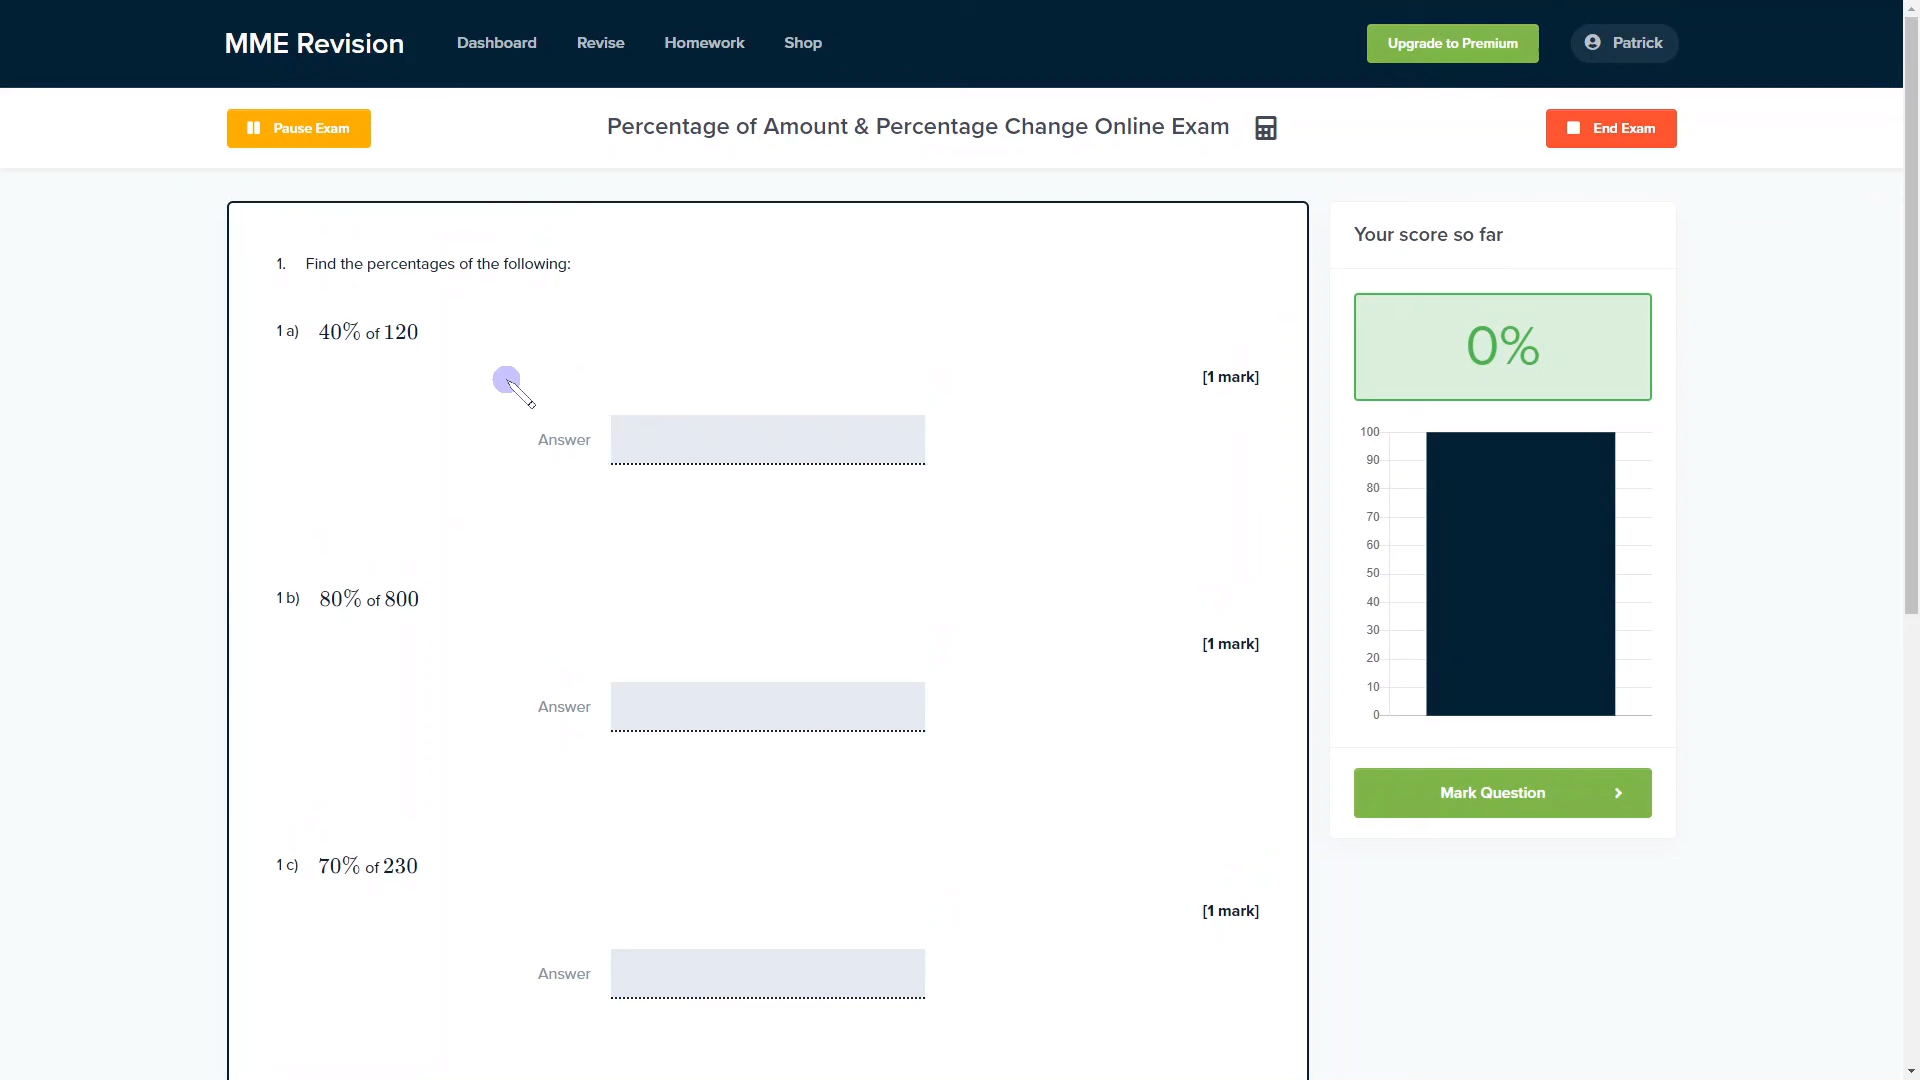 MME Revision Dashboard Revise Homework Shop Upgrade to Premium Patrick
Pause Exam Percentage of Amount & Percentage Change Online Exam End Exam
1. Find the percentages of the following:
1 a) 40% of 120
[1 mark]
Answer
1 b) 80% of 800
[1 mark]
Answer
1 c) 70% of 230
[1 mark]
Answer
Your score so far
0%
100
90
80
70
60
50
40
30
20
10
0
Mark Question